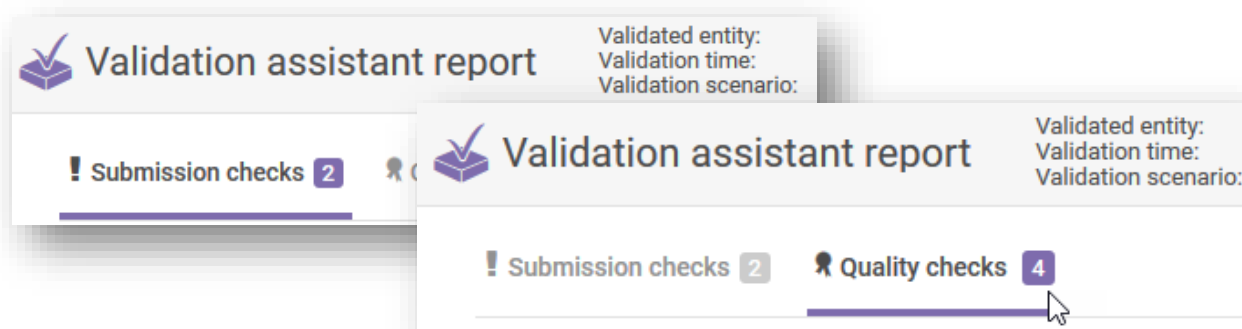 Validation assistant report
Validated entity:
Validation time:
Validation scenario:
! Submission checks 2
Validation assistant report
Validated entity:
Validation time:
Validation scenario:
! Submission checks 2
Quality checks 4